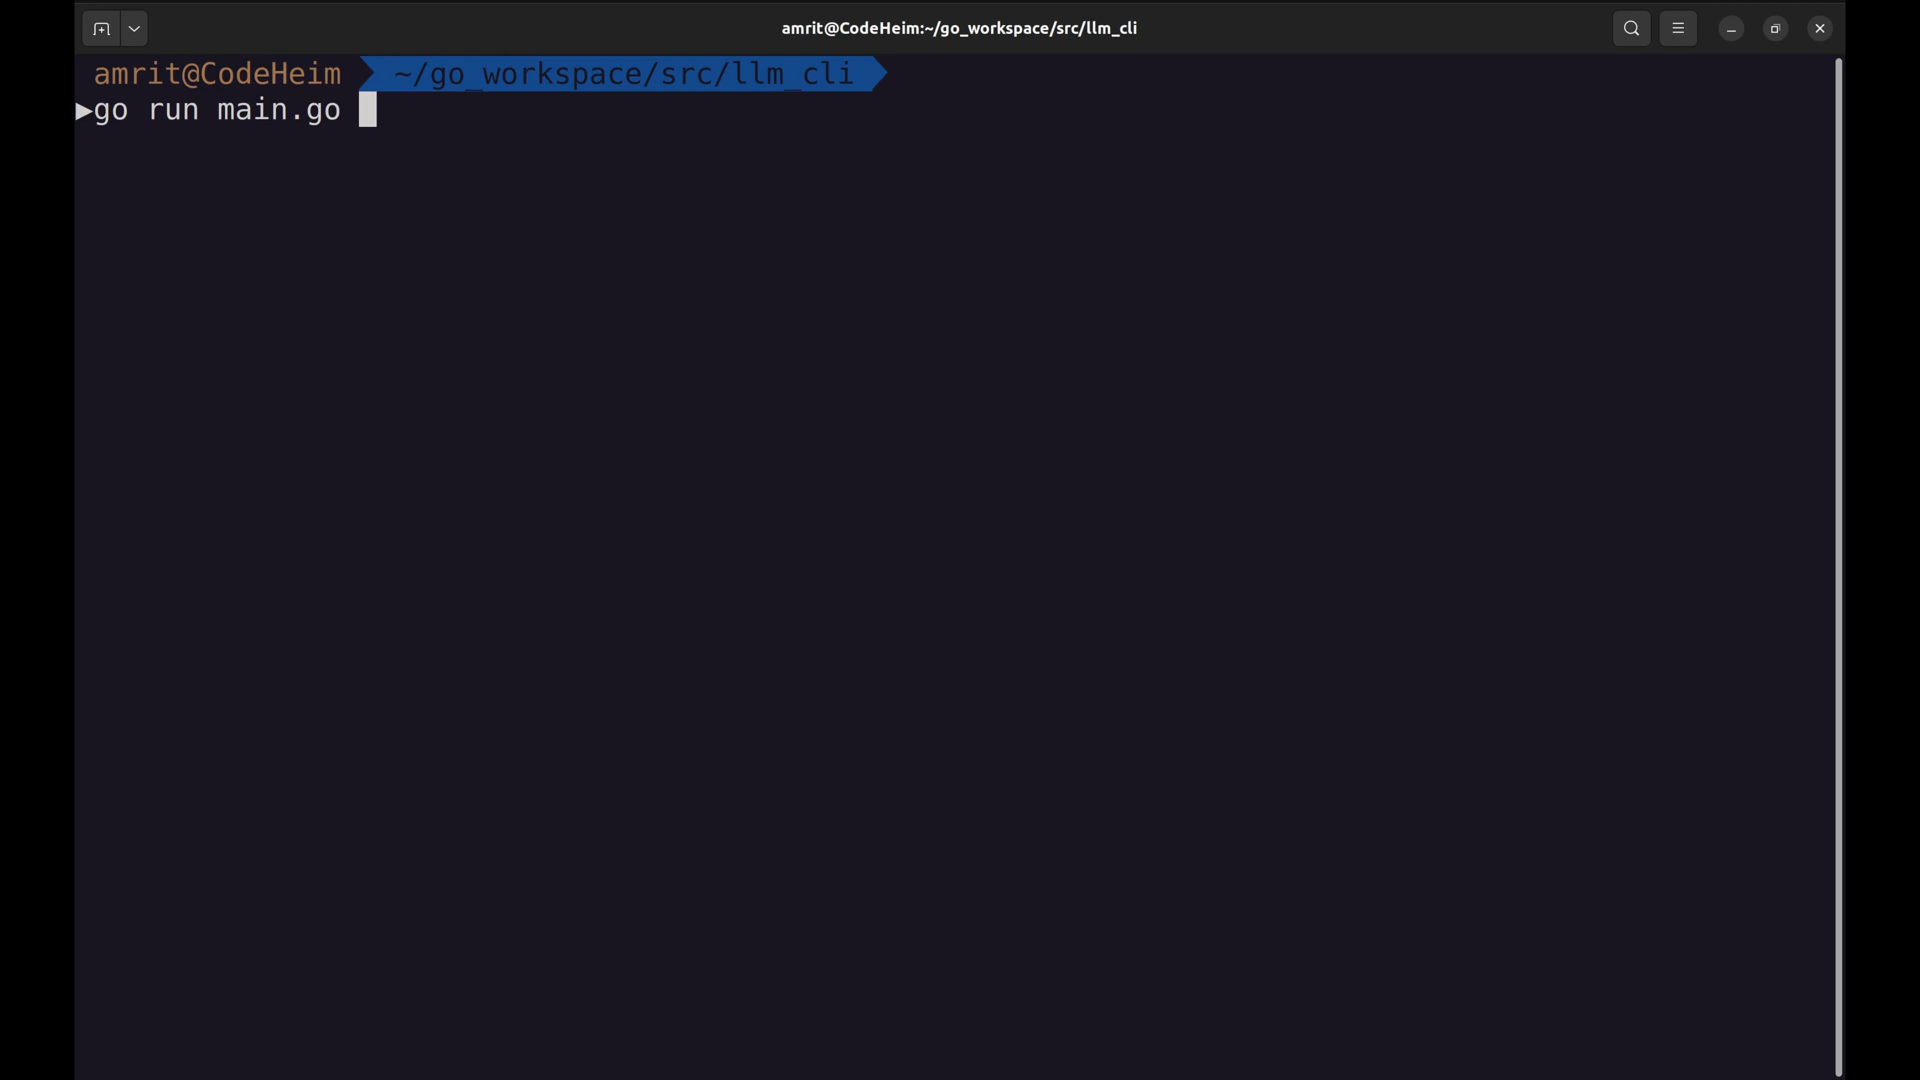 amrit@CodeHeim:~/go_workspace/src/llm_cli
amrit@CodeHeim ~/go_workspace/src/llm_cli
▶go run main.go